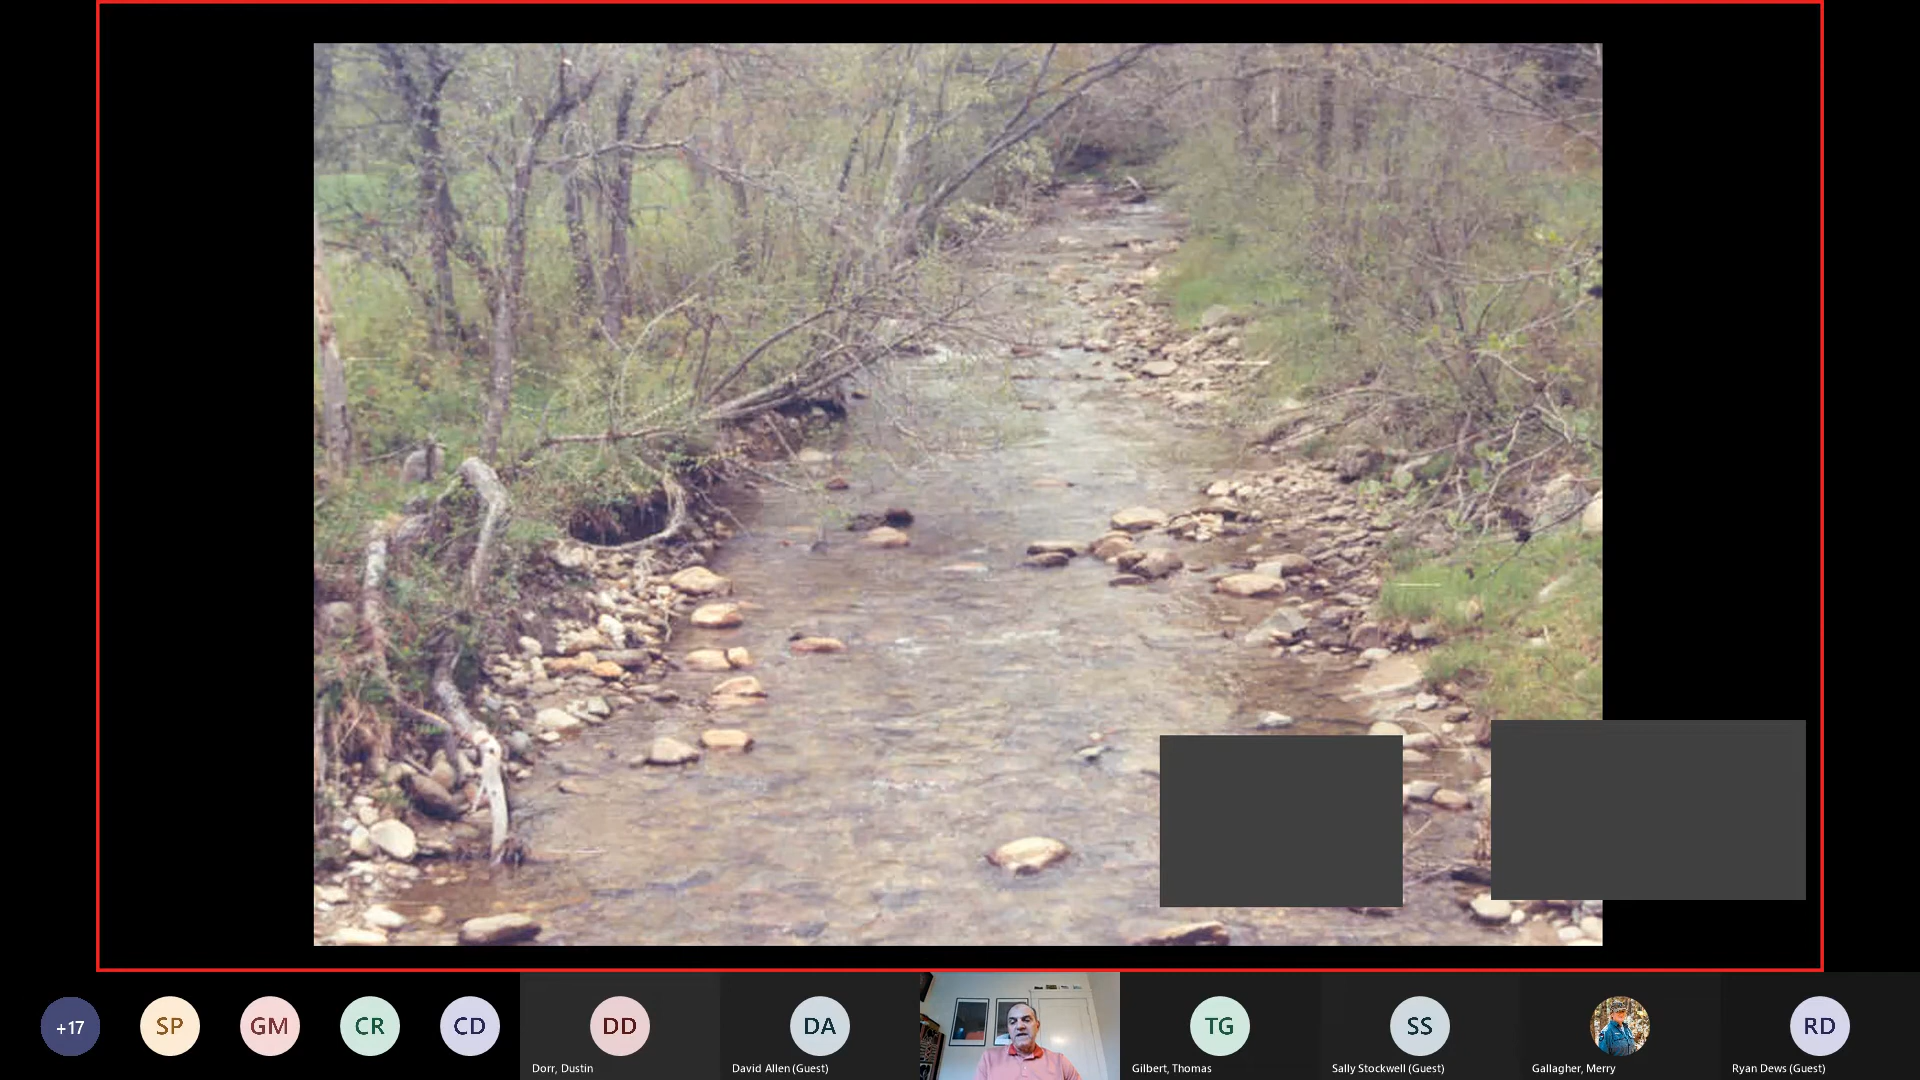 +17
SP
GM
CR
CD
DD
DA
TG
SS
RD
Dorr, Dustin
David Allen (Guest)
Gilbert, Thomas
Sally Stockwell (Guest)
Gallagher, Merry
Ryan Dews (Guest)